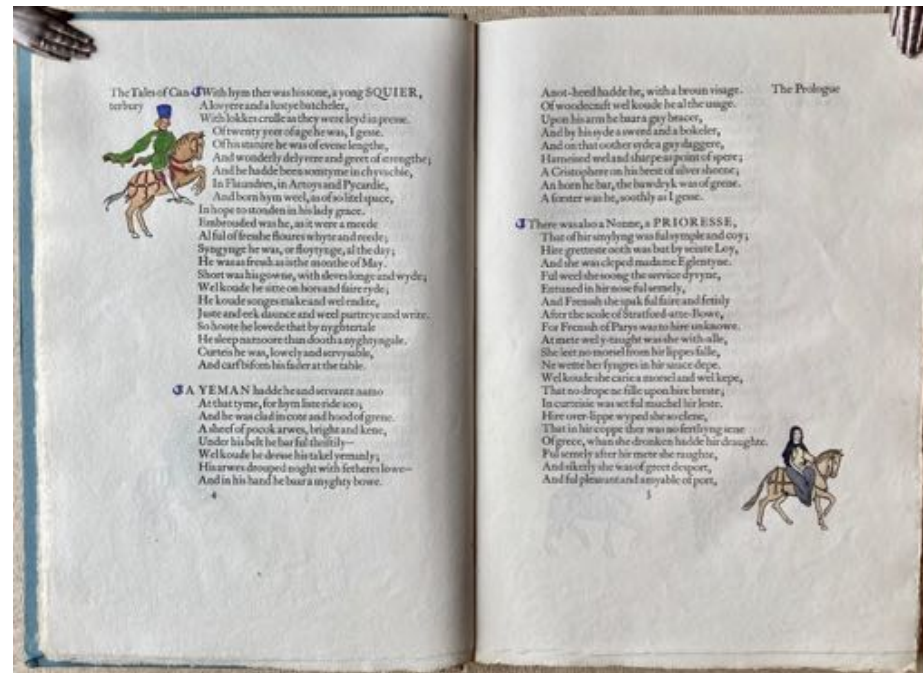 The Tales of Can
terbury
With hym ther was his sone, a yong SQUIER,
A lovyere and a lustye batcheler,
With lokkes crulle as they were leyd in presse.
Of twenty yeer of age he was, I gesse.
Of his stature he was of evene lengthe,
And wonderly delyvere and greet of strengthe;
And he hadde been somtyme in chyvachie,
In Flaundres, in Artoys and Pycardie,
And born hym weel, as of so litel space,
In hope to stonden in his lady grace.
Embrouded was he, as it were a meede
Al ful of fresshe floures whyte and reede;
Syngynge he was, or floytynge, al the day;
He was as fressh as is the monthe of May.
Short was his gowne, with sleves longe and wyde;
Wel koude he sitte on hors and faire ryde;
He koude songes make and wel endite,
Juste and eek daunce and weel purtreye and write.
So hoote he lovede that by nyghtertale
He sleep namoore than dooth a nyghtyngale.
Curteis he was, lowely and servysable,
And carf biforn his fader at the table.
A YEMAN hadde he and servantz namo
At that tyme, for hym liste ride soo;
And he was clad in cote and hood of grene.
A sheef of pocok arwes, bright and kene,
Under his belt he bar ful thriftily—
Wel koude he dresse his takel yemanly;
His arwes drouped noght with fetheres lowe—
And in his hand he baar a myghty bowe.
4
The Prologue
A not-heed hadde he, with a broun visage.
Of woodecraft wel koude he al the usage.
Upon his arm he baar a gay bracer,
And by his syde a swerd and a bokeler,
And on that oother syde a gay daggere,
Harneised wel and sharpe as point of spere;
A Cristophere on his brest of silver sheene;
An horn he bar, the bawdryk was of grene.
A forster was he, soothly as I gesse.
There was also a Nonne, a PRIORESSE,
That of hir smylyng was ful symple and coy;
Hire gretteste ooth was but by seinte Loy,
And she was cleped madame Eglentyne.
Ful weel she soong the service dyvyne,
Entuned in hir nose ful semely,
And Frenssh she spak ful faire and fetisly
After the scole of Stratford-atte-Bowe,
For Frenssh of Parys was to hire unknowe.
At mete wel y-taught was she with-alle,
She leet no morsel from hir lippes falle,
Ne wette hir fyngres in hir sauce depe.
Wel koude she carie a morsel and wel kepe,
That no drope ne fille upon hire breste;
In curteisie was set ful muchel hir leste.
Hire over-lippe wyped she so clene,
That in hir coppe ther was no ferthyng sene
Of grece, whan she dronken hadde hir draughte.
Ful semely after hir mete she raughte,
And sikerly she was of greet desport,
And ful plesaunt and amyable of port,
5